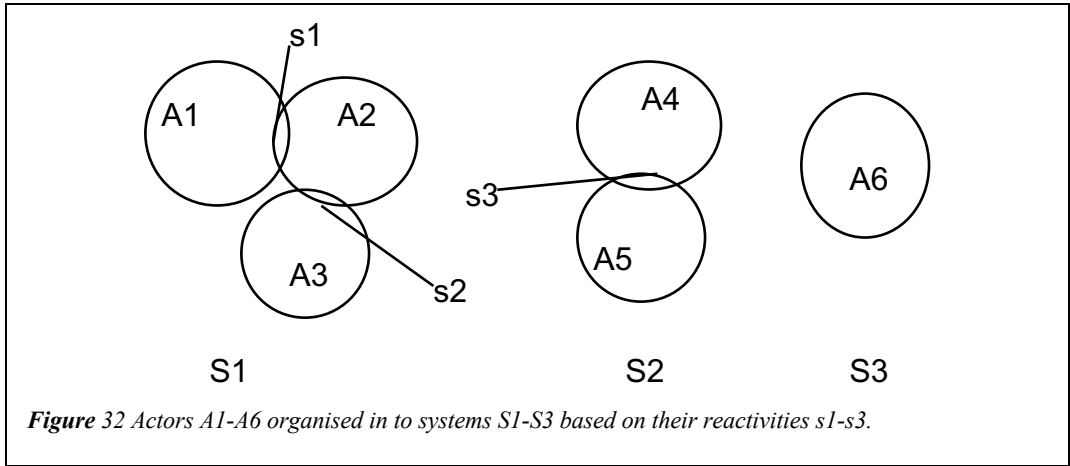 s1
A1
A2
A4
A6
s3
A5
A3
s2
S1
S2
S3
Figure 32 Actors A1-A6 organised in to systems S1-S3 based on their reactivities s1-s3.